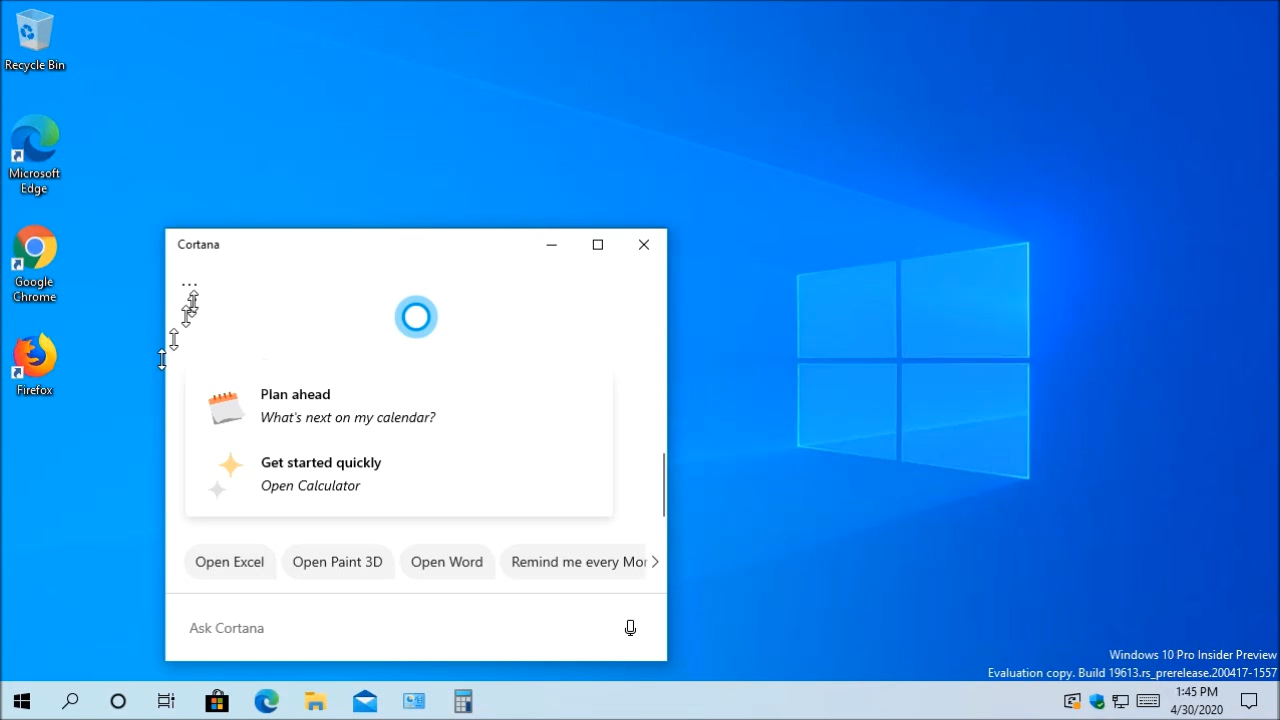 Recycle Bin
Microsoft
Edge
Google
Chrome
Firefox
Cortana
...
Plan ahead
What's next on my calendar?
Get started quickly
Open Calculator
Open Excel
Open Paint 3D
Open Word
Remind me every Mo
Ask Cortana
Windows 10 Pro Insider Preview
Evaluation copy. Build 19613.rs_prerelease.200417-1557
1:45 PM
4/30/2020